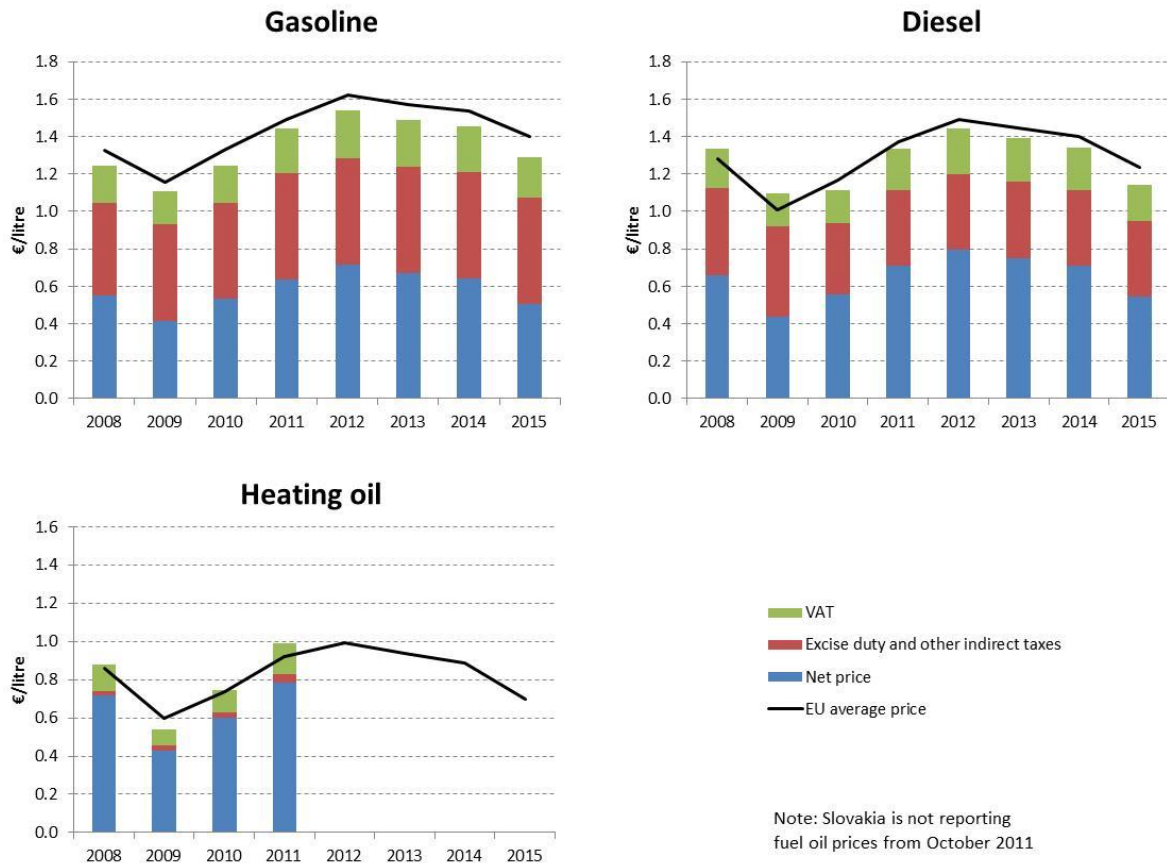 Gasoline
€/litre
1.8
1.6
1.4
1.2
1.0
0.8
0.6
0.4
0.2
0.0
2008 2009 2010 2011 2012 2013 2014 2015
Diesel
€/litre
1.8
1.6
1.4
1.2
1.0
0.8
0.6
0.4
0.2
0.0
2008 2009 2010 2011 2012 2013 2014 2015
Heating oil
€/litre
1.6
1.4
1.2
1.0
0.8
0.6
0.4
0.2
0.0
2008 2009 2010 2011 2012 2013 2014 2015
VAT
Excise duty and other indirect taxes
Net price
EU average price
Note: Slovakia is not reporting
fuel oil prices from October 2011